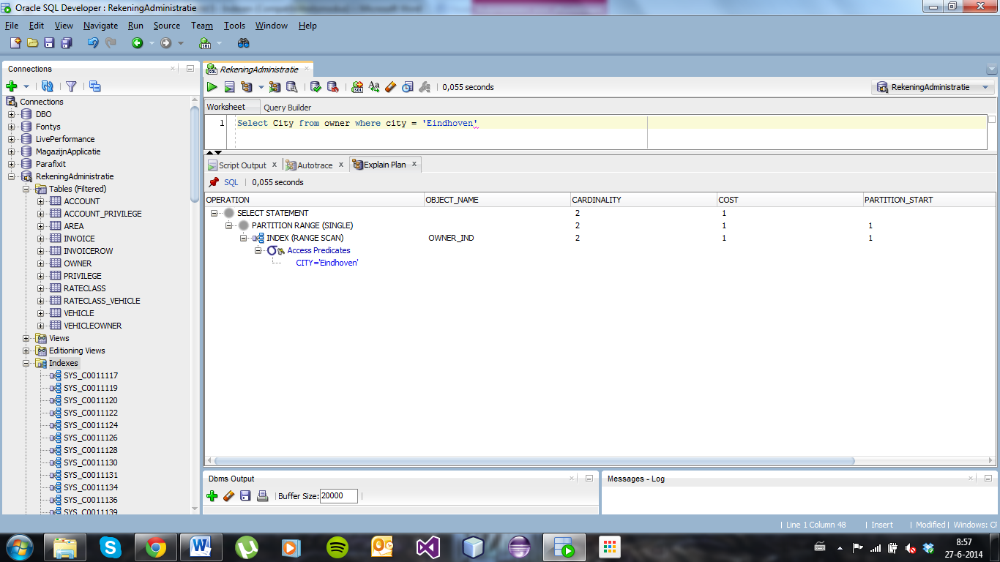 Oracle SQL Developer : RekeningAdministratie
File Edit View Navigate Run Source Team Tools Window Help
Connections
RekeningAdministratie
0,055 seconds
RekeningAdministratie
Worksheet Query Builder
1 Select City from owner where city = 'Eindhoven'
Connections
DBO
Fontys
LivePerformance
MagazijnApplicatie
Parafixit
RekeningAdministratie
Tables (Filtered)
ACCOUNT
ACCOUNT_PRIVILEGE
AREA
INVOICE
INVOICEROW
OWNER
PRIVILEGE
RATECLASS
RATECLASS_VEHICLE
VEHICLE
VEHICLEOWNER
Views
Editioning Views
Indexes
SYS_C0011117
SYS_C0011119
SYS_C0011120
SYS_C0011122
SYS_C0011124
SYS_C0011126
SYS_C0011128
SYS_C0011130
SYS_C0011131
SYS_C0011134
SYS_C0011136
SYS_C0011139
Script Output Autotrace Explain Plan
SQL 0,055 seconds
OPERATION OBJECT_NAME CARDINALITY COST PARTITION_START
SELECT STATEMENT 2 1
PARTITION RANGE (SINGLE) 2 1 1
INDEX (RANGE SCAN) OWNER_IND 2 1 1
Access Predicates
CITY='Eindhoven'
Dbms Output
Buffer Size: 20000
Messages - Log
Line 1 Column 48 Insert Modified Windows: CF
8:57
27-6-2014